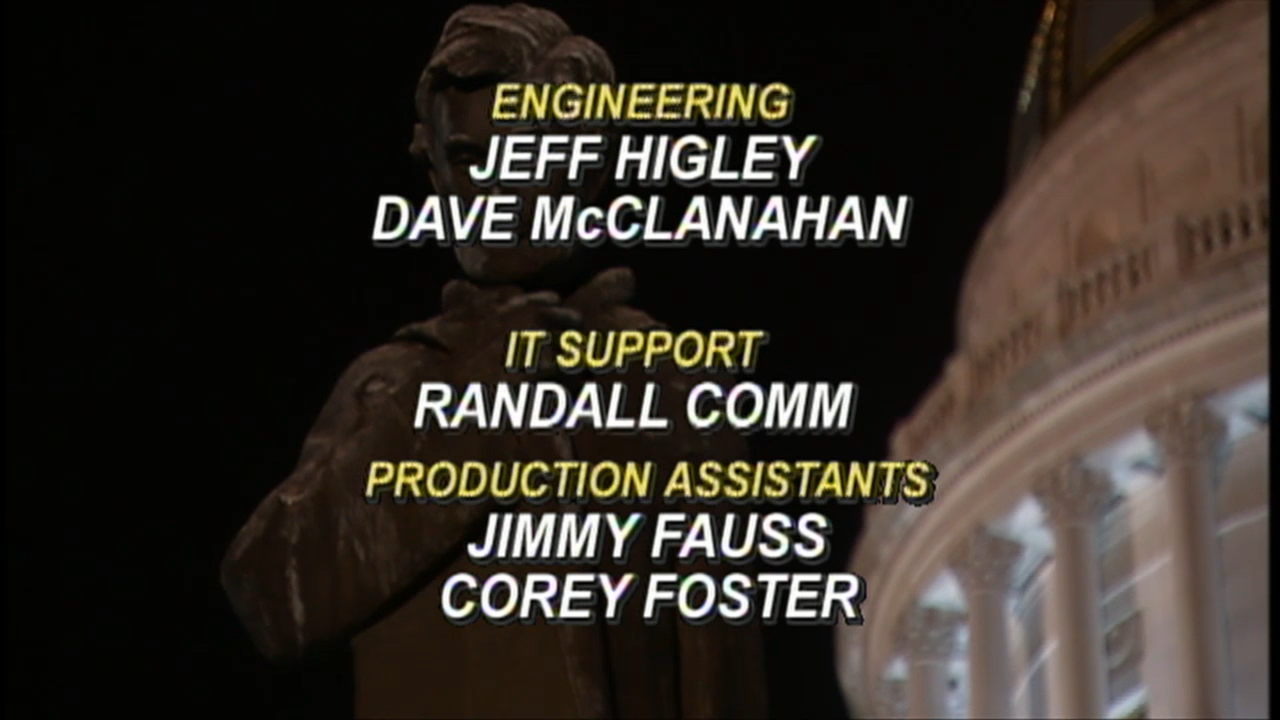 ENGINEERING
JEFF HIGLEY
DAVE McCLANAHAN
IT SUPPORT
RANDALL COMM
PRODUCTION ASSISTANTS
JIMMY FAUSS
COREY FOSTER